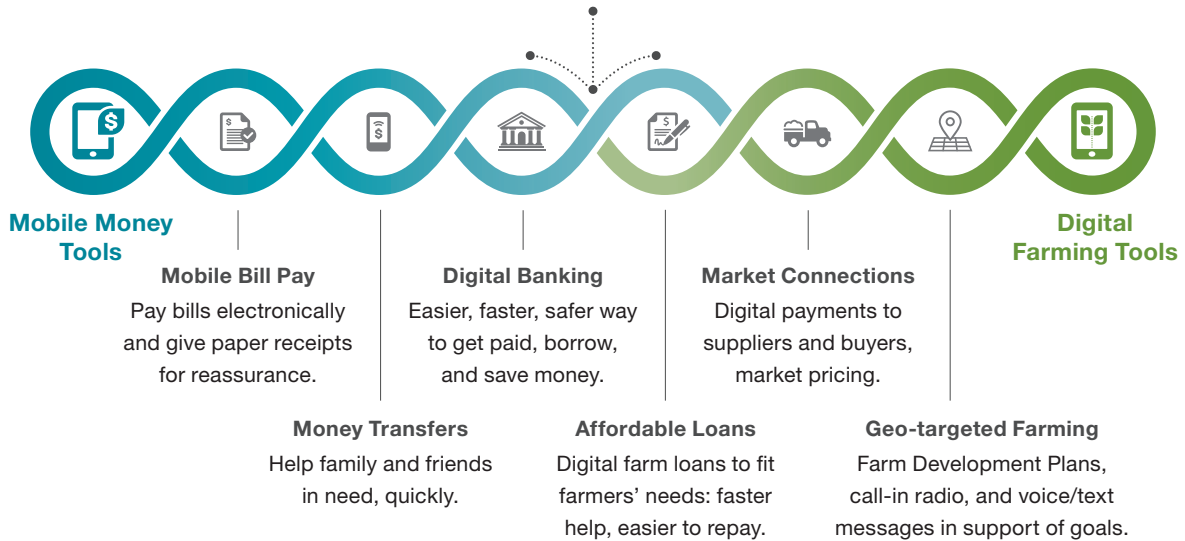 Mobile Money
Tools
Digital
Farming Tools
Mobile Bill Pay
Pay bills electronically
and give paper receipts
for reassurance.
Digital Banking
Easier, faster, safer way
to get paid, borrow,
and save money.
Market Connections
Digital payments to
suppliers and buyers,
market pricing.
Money Transfers
Help family and friends
in need, quickly.
Affordable Loans
Digital farm loans to fit
farmers’ needs: faster
help, easier to repay.
Geo-targeted Farming
Farm Development Plans,
call-in radio, and voice/text
messages in support of goals.